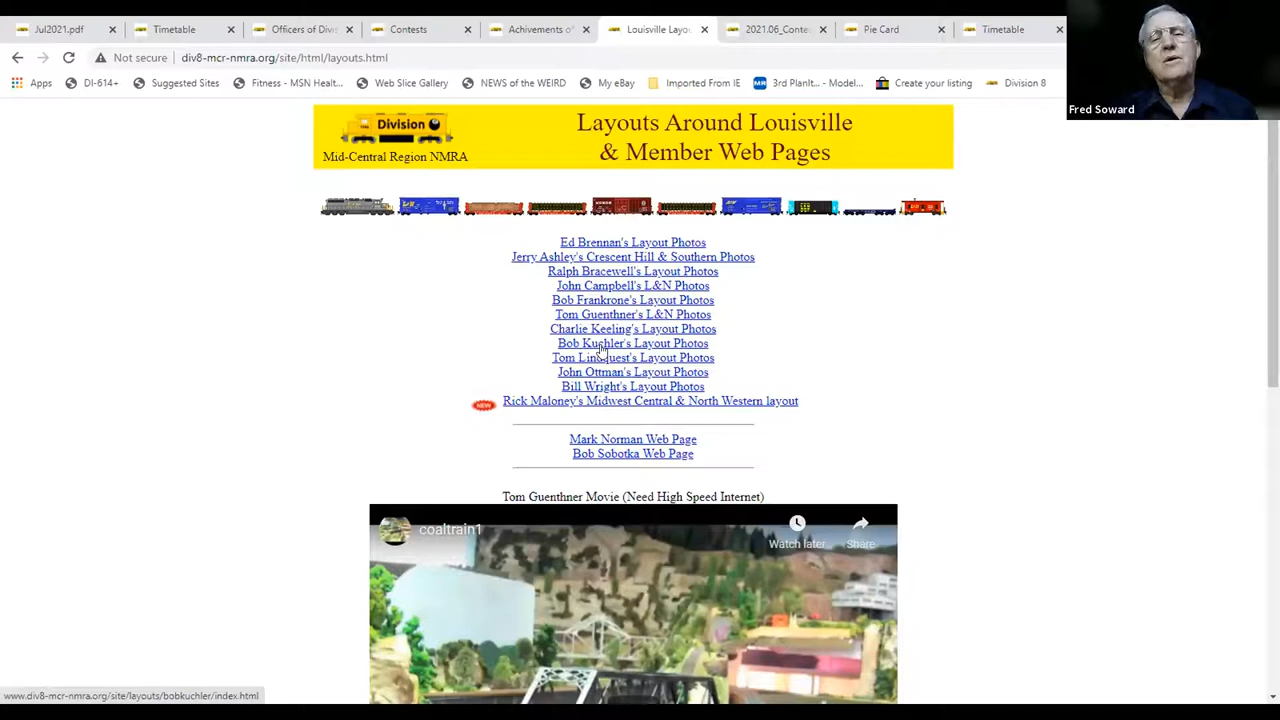 Jul2021.pdf
Timetable
Officers of Divis
Contests
Achivements o
Louisville Layo
2021.06_Conte
Pie Card
Timetable
Not secure
div8-mcr-nmra.org/site/html/layouts.html
Apps
DI-614+
Suggested Sites
Fitness - MSN Healt...
Web Slice Gallery
NEWS of the WEIRD
My eBay
Imported From IE
3rd PlanIt... - Model...
Create your listing
Division 8
Fred Soward
Division 8
Mid-Central Region NMRA
Layouts Around Louisville
& Member Web Pages
Ed Brennan's Layout Photos
Jerry Ashley's Crescent Hill & Southern Photos
Ralph Bracewell's Layout Photos
John Campbell's L&N Photos
Bob Frankrone's Layout Photos
Tom Guenthner's L&N Photos
Charlie Keeling's Layout Photos
Bob Kuchler's Layout Photos
Tom Lindquest's Layout Photos
John Ottman's Layout Photos
Bill Wright's Layout Photos
NEW
Rick Maloney's Midwest Central & North Western layout
Mark Norman Web Page
Bob Sobotka Web Page
Tom Guenthner Movie (Need High Speed Internet)
coaltrain1
Watch later
Share
www.div8-mcr-nmra.org/site/layouts/bobkuchler/index.html